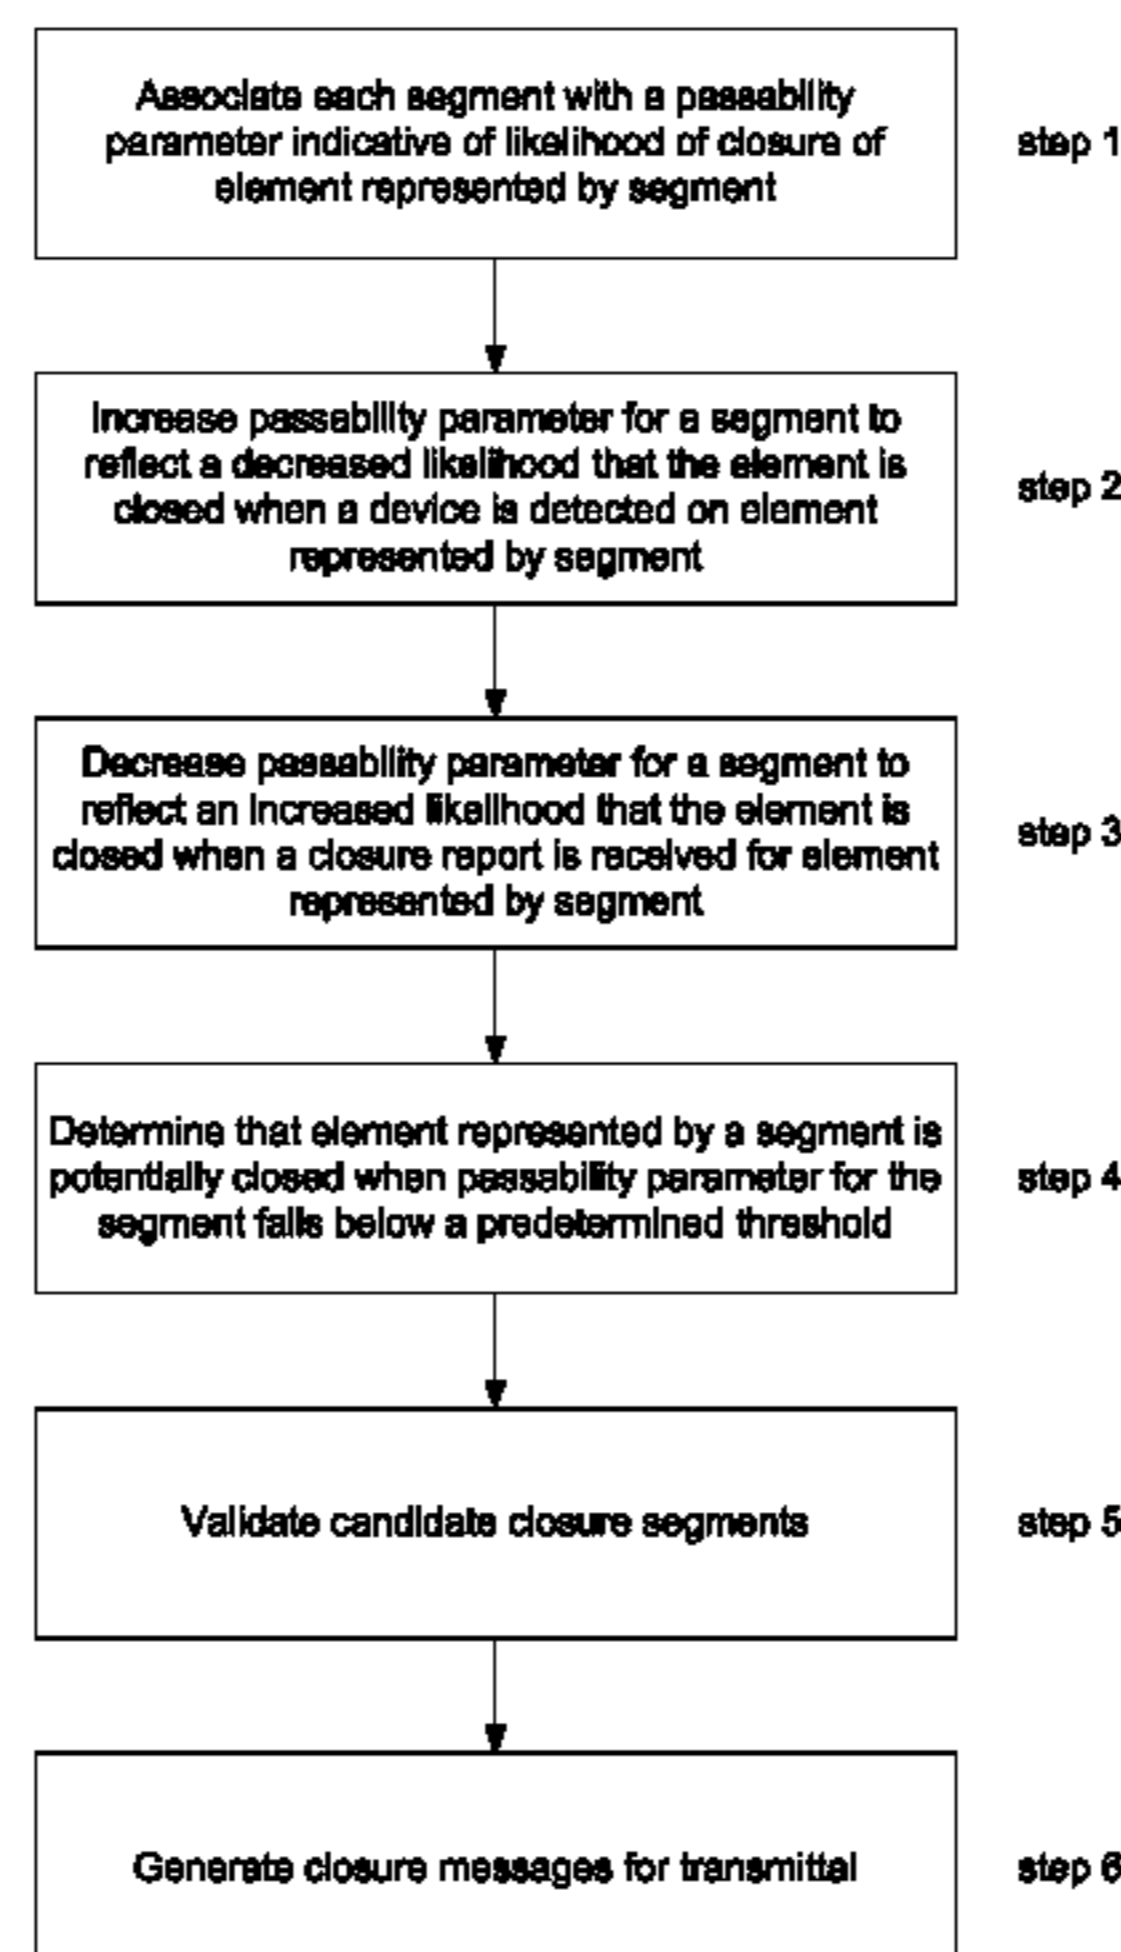 Associate each segment with a passability
parameter indicative of likelihood of closure of
element represented by segment
step 1
Increase passability parameter for a segment to
reflect a decreased likelihood that the element is
closed when a device is detected on element
represented by segment
step 2
Decrease passability parameter for a segment to
reflect an increased likelihood that the element is
closed when a closure report is received for element
represented by segment
step 3
Determine that element represented by a segment is
potentially closed when passability parameter for the
segment falls below a predetermined threshold
step 4
Validate candidate closure segments
step 5
Generate closure messages for transmittal
step 6